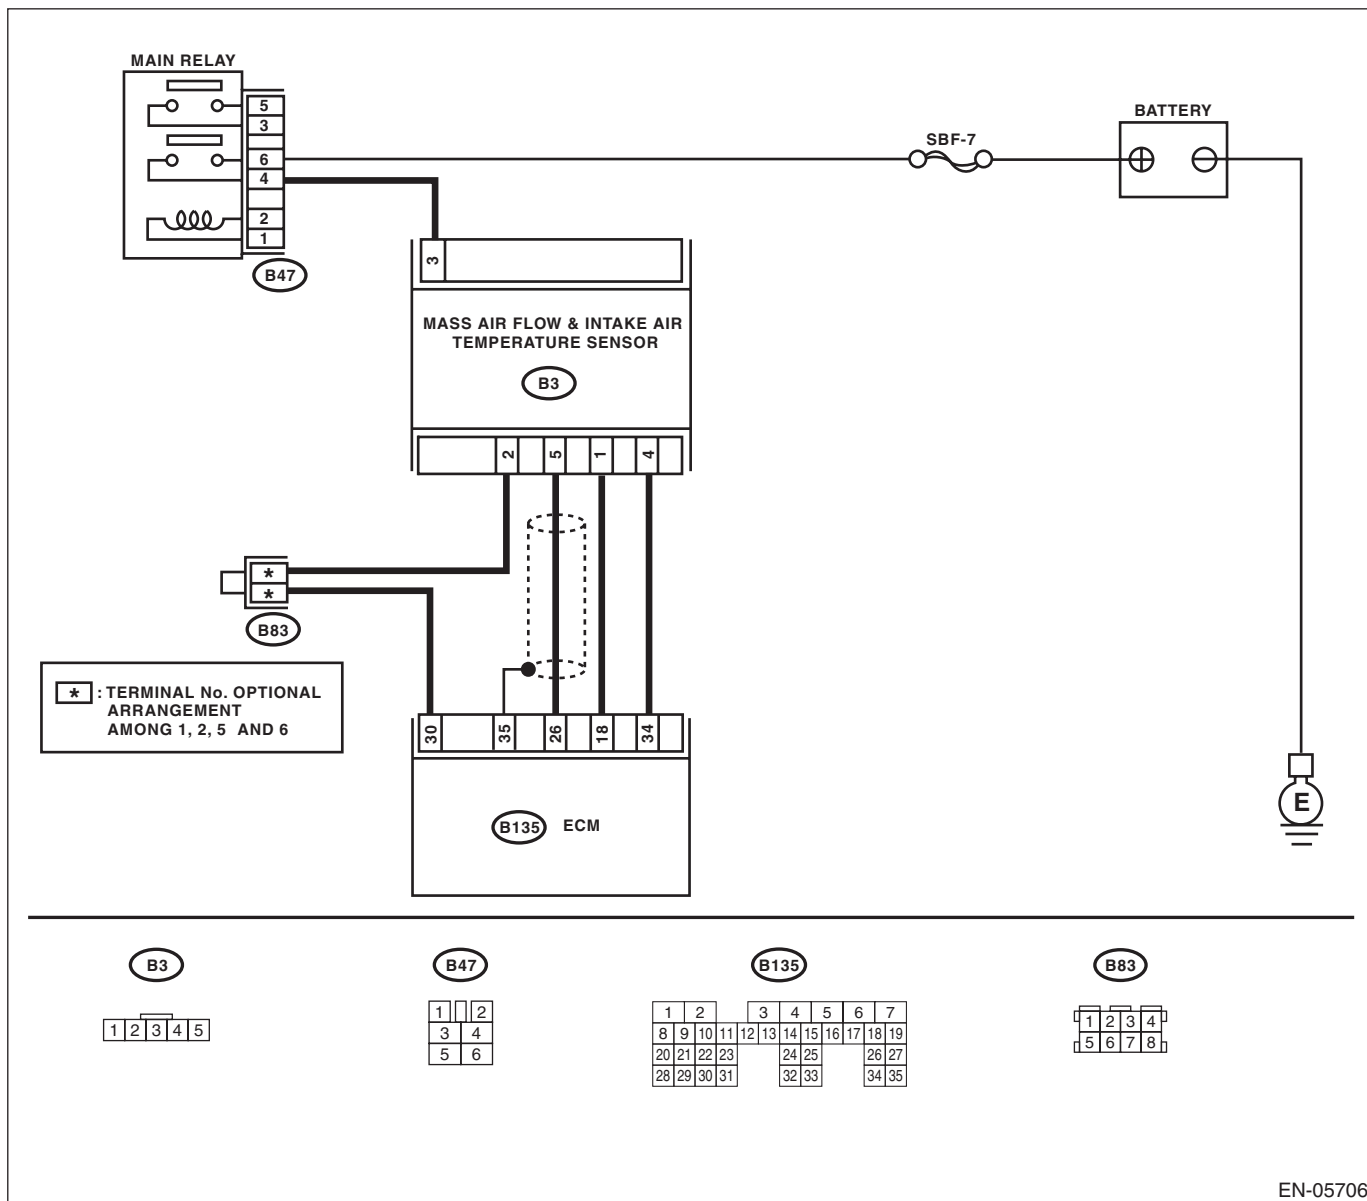 MAIN RELAY
5
3
6
4
2
1
B47
SBF-7
BATTERY
3
MASS AIR FLOW & INTAKE AIR
TEMPERATURE SENSOR
B3
2 5 1 4
*
*
B83
* : TERMINAL No. OPTIONAL
ARRANGEMENT
AMONG 1, 2, 5 AND 6
30 35 26 18 34
B135 ECM
E
B3
1 2 3 4 5
B47
1 2
3 4
5 6
B135
1 2 3 4 5 6 7
8 9 10 11 12 13 14 15 16 17 18 19
20 21 22 23 24 25 26 27
28 29 30 31 32 33 34 35
B83
1 2 3 4
5 6 7 8
EN-05706